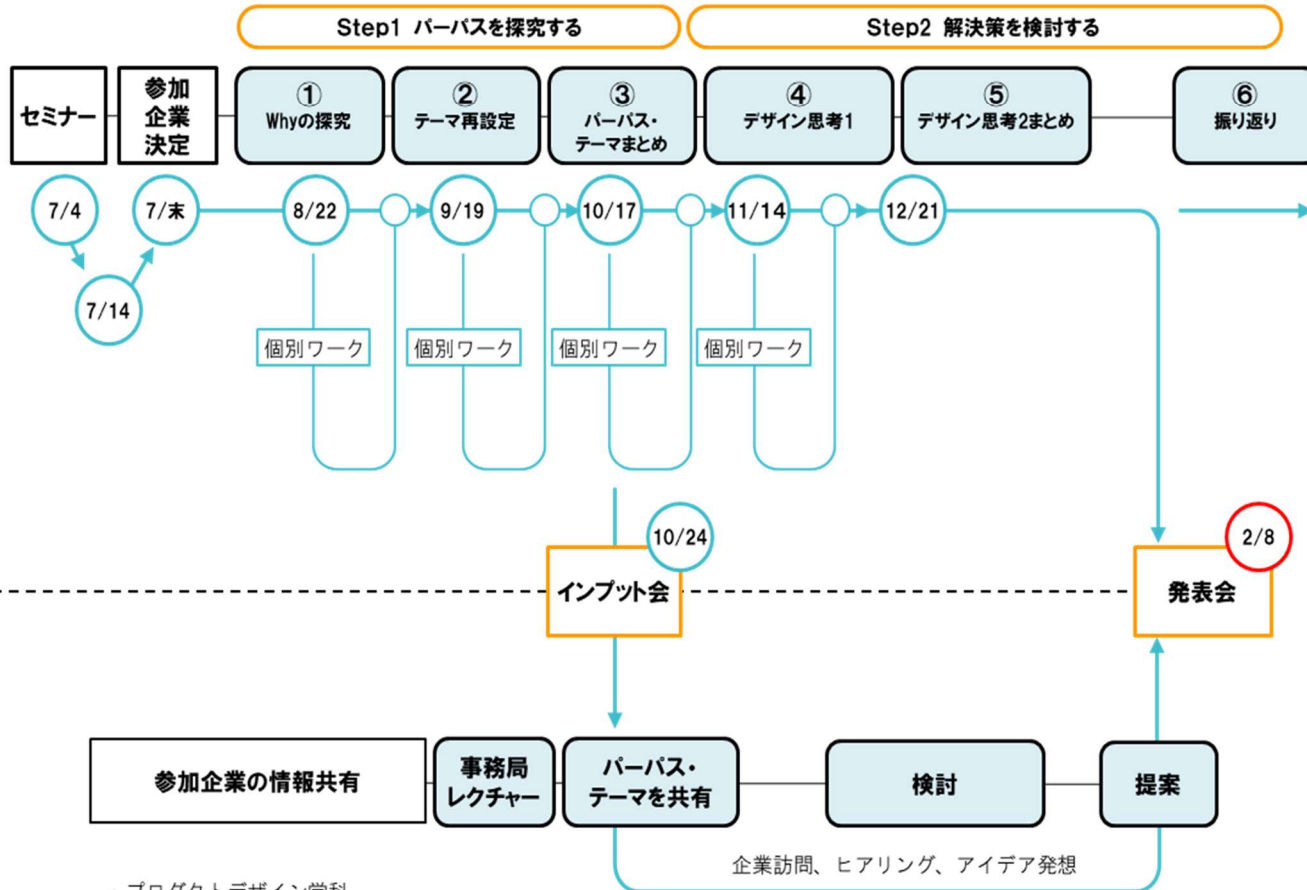 Step1 パーパスを探究する
Step2 解決策を検討する
セミナー
参加
企業
決定
①
Whyの探究
②
テーマ再設定
③
パーパス・
テーマまとめ
④
デザイン思考1
⑤
デザイン思考2まとめ
⑥
振り返り
7/4
7/末
8/22
9/19
10/17
11/14
12/21
7/14
個別ワーク
個別ワーク
個別ワーク
個別ワーク
10/24
2/8
インプット会
発表会
参加企業の情報共有
事務局
レクチャー
パーパス・
テーマを共有
検討
提案
企業訪問、ヒアリング、アイデア発想